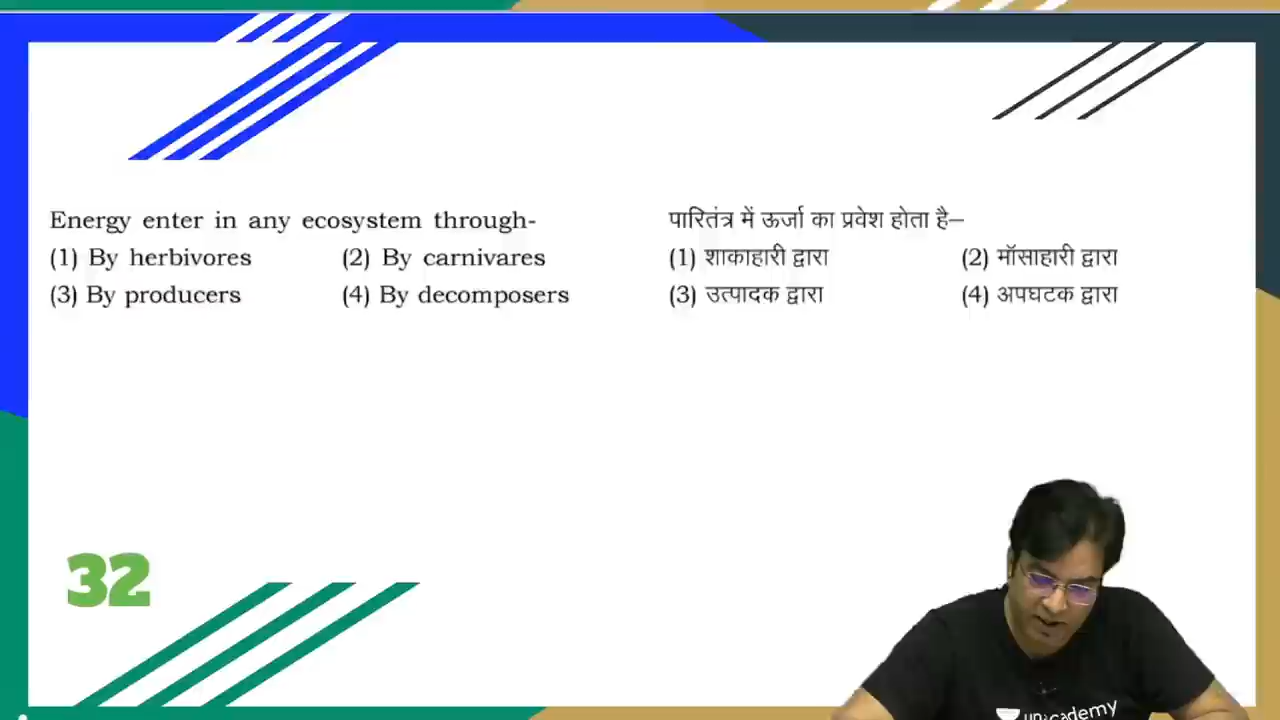 Energy enter in any ecosystem through-
(1) By herbivores (2) By carnivares
(3) By producers (4) By decomposers
पारितंत्र में ऊर्जा का प्रवेश होता है–
(1) शाकाहारी द्वारा (2) मॉसाहारी द्वारा
(3) उत्पादक द्वारा (4) अपघटक द्वारा
32
unacademy